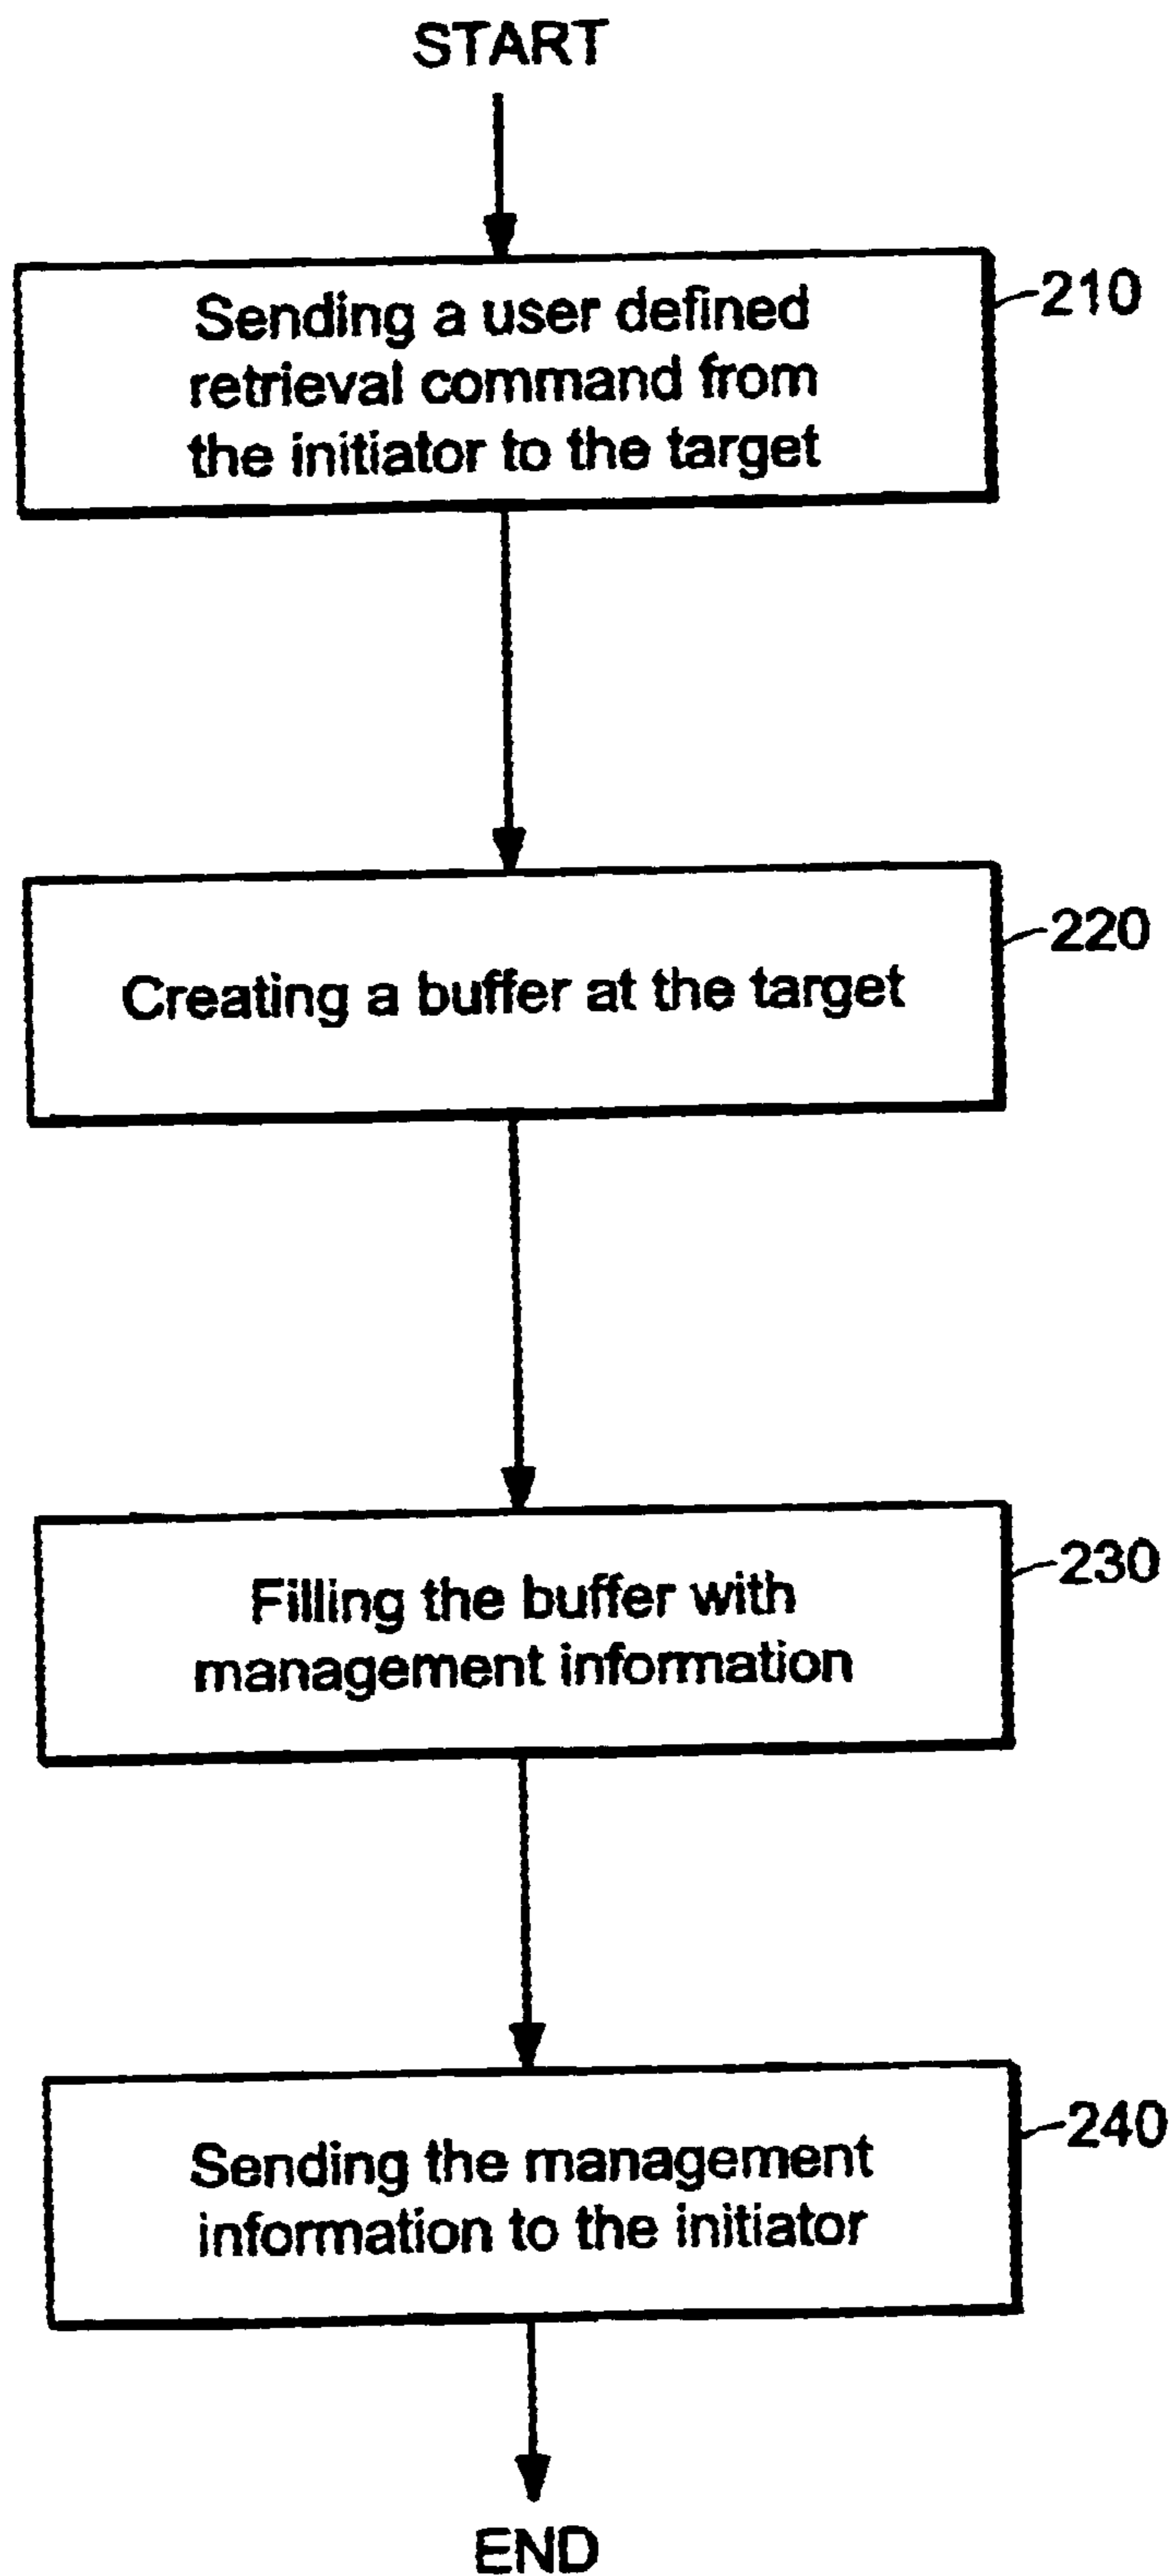 START
Sending a user defined
retrieval command from
the initiator to the target
210
Creating a buffer at the target
220
Filling the buffer with
management information
230
Sending the management
information to the initiator
240
END